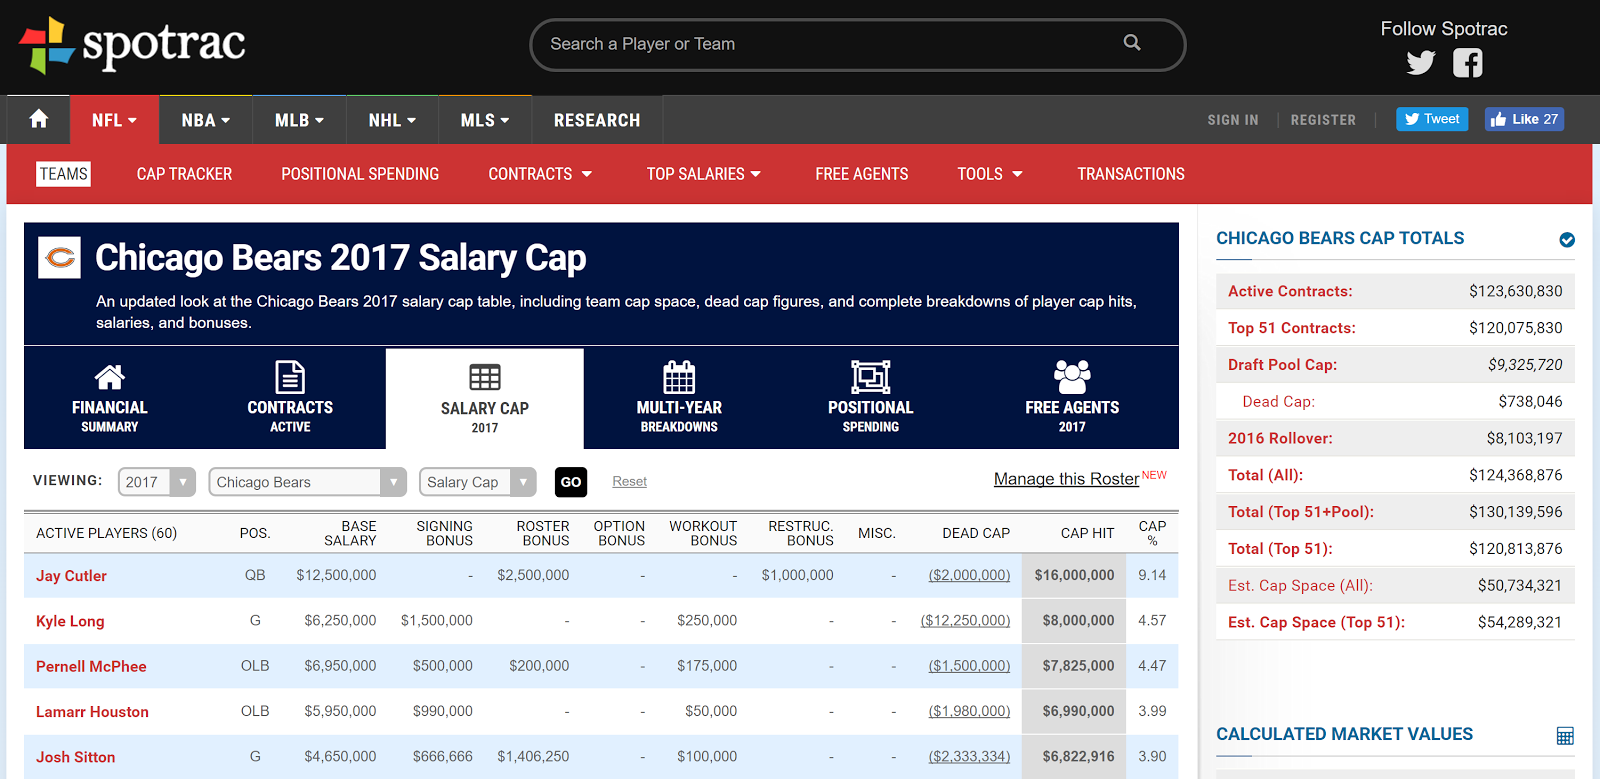 spotrac
Search a Player or Team
Follow Spotrac
NFL NBA MLB NHL MLS RESEARCH SIGN IN REGISTER Tweet Like 27
TEAMS CAP TRACKER POSITIONAL SPENDING CONTRACTS TOP SALARIES FREE AGENTS TOOLS TRANSACTIONS
Chicago Bears 2017 Salary Cap
An updated look at the Chicago Bears 2017 salary cap table, including team cap space, dead cap figures, and complete breakdowns of player cap hits,
salaries, and bonuses.
FINANCIAL CONTRACTS SALARY CAP MULTI-YEAR POSITIONAL FREE AGENTS
SUMMARY ACTIVE 2017 BREAKDOWNS SPENDING 2017
VIEWING: 2017 Chicago Bears Salary Cap GO Reset Manage this Roster NEW
BASE SIGNING ROSTER OPTION WORKOUT RESTRUC. CAP
ACTIVE PLAYERS (60) POS. MISC. DEAD CAP CAP HIT
SALARY BONUS BONUS BONUS BONUS BONUS %
Jay Cutler QB $12,500,000 - $2,500,000 - - $1,000,000 - ($2,000,000) $16,000,000 9.14
Kyle Long G $6,250,000 $1,500,000 - - $250,000 - - ($12,250,000) $8,000,000 4.57
Pernell McPhee OLB $6,950,000 $500,000 $200,000 - $175,000 - - ($1,500,000) $7,825,000 4.47
Lamarr Houston OLB $5,950,000 $990,000 - - $50,000 - - ($1,980,000) $6,990,000 3.99
Josh Sitton G $4,650,000 $666,666 $1,406,250 - $100,000 - - ($2,333,334) $6,822,916 3.90
CHICAGO BEARS CAP TOTALS
Active Contracts: $123,630,830
Top 51 Contracts: $120,075,830
Draft Pool Cap: $9,325,720
Dead Cap: $738,046
2016 Rollover: $8,103,197
Total (All): $124,368,876
Total (Top 51+Pool): $130,139,596
Total (Top 51): $120,813,876
Est. Cap Space (All): $50,734,321
Est. Cap Space (Top 51): $54,289,321
CALCULATED MARKET VALUES